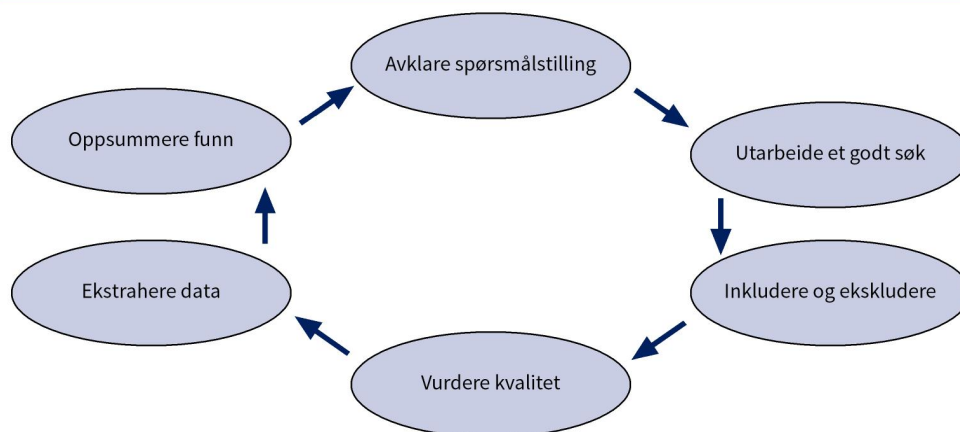 Avklare spørsmålstilling
Utarbeide et godt søk
Inkludere og ekskludere
Vurdere kvalitet
Ekstrahere data
Oppsummere funn